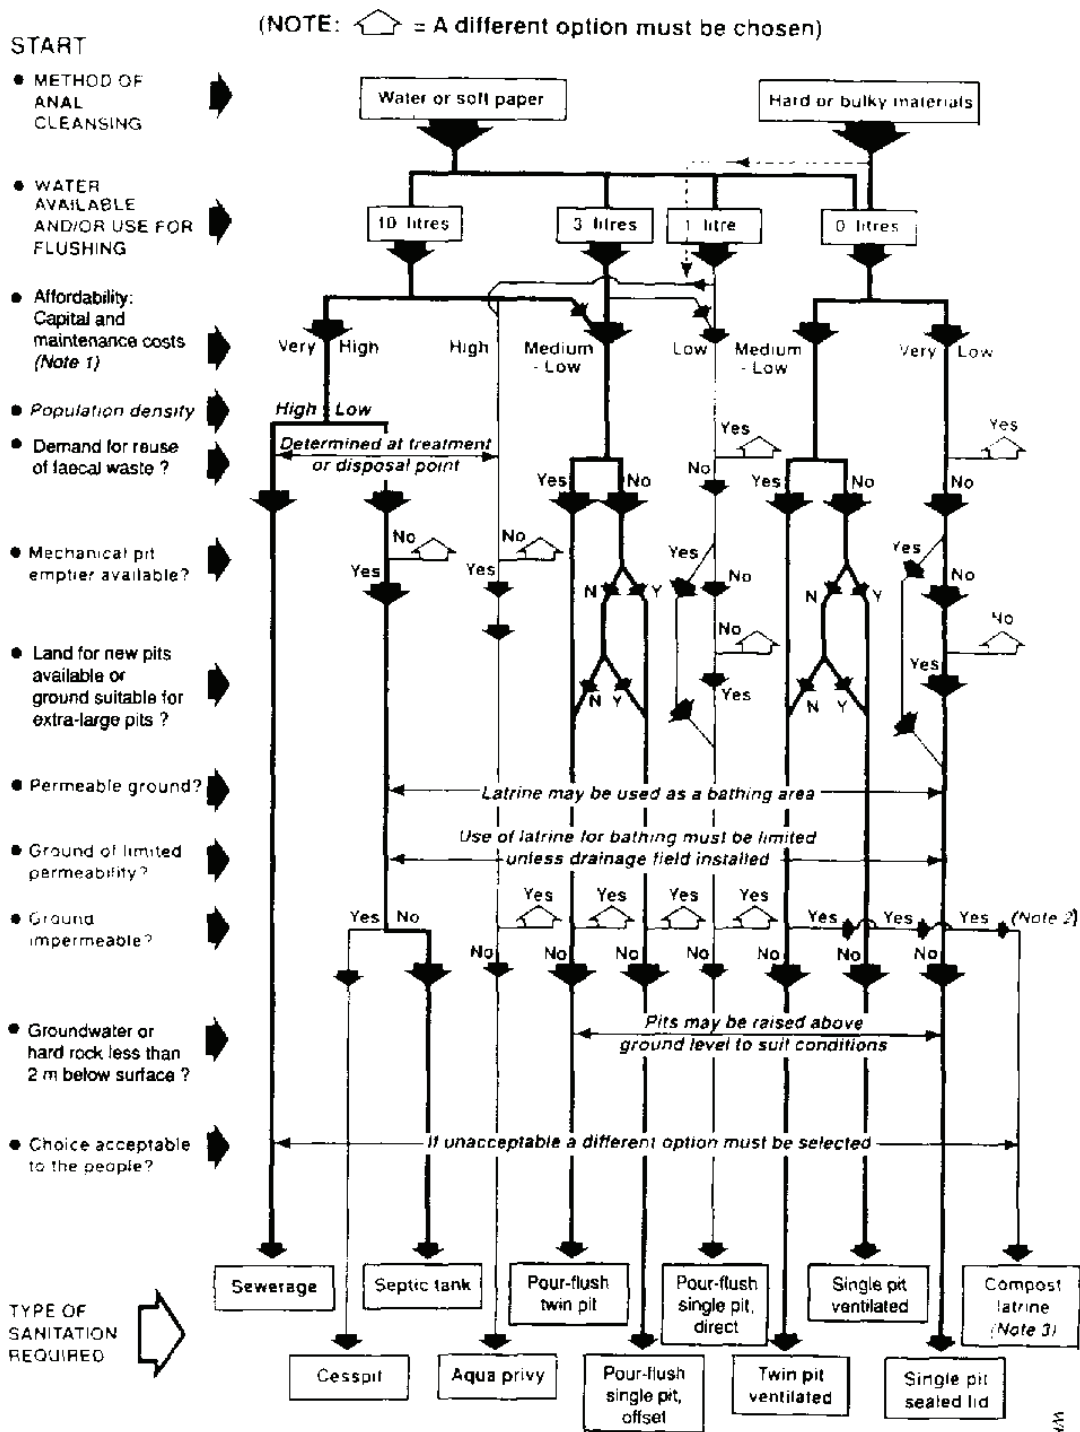 (NOTE: = A different option must be chosen)
START
METHOD OF
ANAL
CLEANSING
Water or soft paper
Hard or bulky materials
WATER
AVAILABLE
AND/OR USE FOR
FLUSHING
10 litres
3 litres
1 litre
0 litres
Affordability:
Capital and
maintenance costs
(Note 1)
Very High
High
Medium
- Low
Low
Medium
- Low
Very Low
Population density
High Low
Demand for reuse
of faecal waste ?
Determined at treatment
or disposal point
Yes No
Yes
No
Yes No
Yes
No
Mechanical pit
emptier available?
No
Yes
No
Yes
N Y
Yes
No
N Y
Yes
No
Land for new pits
available or
ground suitable for
extra-large pits ?
N Y
No
Yes
N Y
No
Yes
Permeable ground?
Latrine may be used as a bathing area
Ground of limited
permeability?
Use of latrine for bathing must be limited
unless drainage field installed
Ground
impermeable?
Yes No
Yes Yes Yes Yes
Yes Yes Yes (Note 2)
No No No No No No No
Groundwater or
hard rock less than
2 m below surface ?
Pits may be raised above
ground level to suit conditions
Choice acceptable
to the people?
If unacceptable a different option must be selected
TYPE OF
SANITATION
REQUIRED
Sewerage
Septic tank
Pour-flush
twin pit
Pour-flush
single pit,
direct
Single pit
ventilated
Compost
latrine
(Note 3)
Cesspit
Aqua privy
Pour-flush
single pit,
offset
Twin pit
ventilated
Single pit
sealed lid